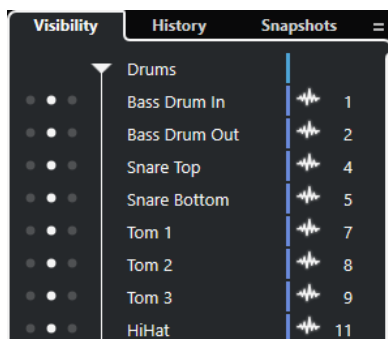 Visibility History Snapshots
Drums
Bass Drum In 1
Bass Drum Out 2
Snare Top 4
Snare Bottom 5
Tom 1 7
Tom 2 8
Tom 3 9
HiHat 11